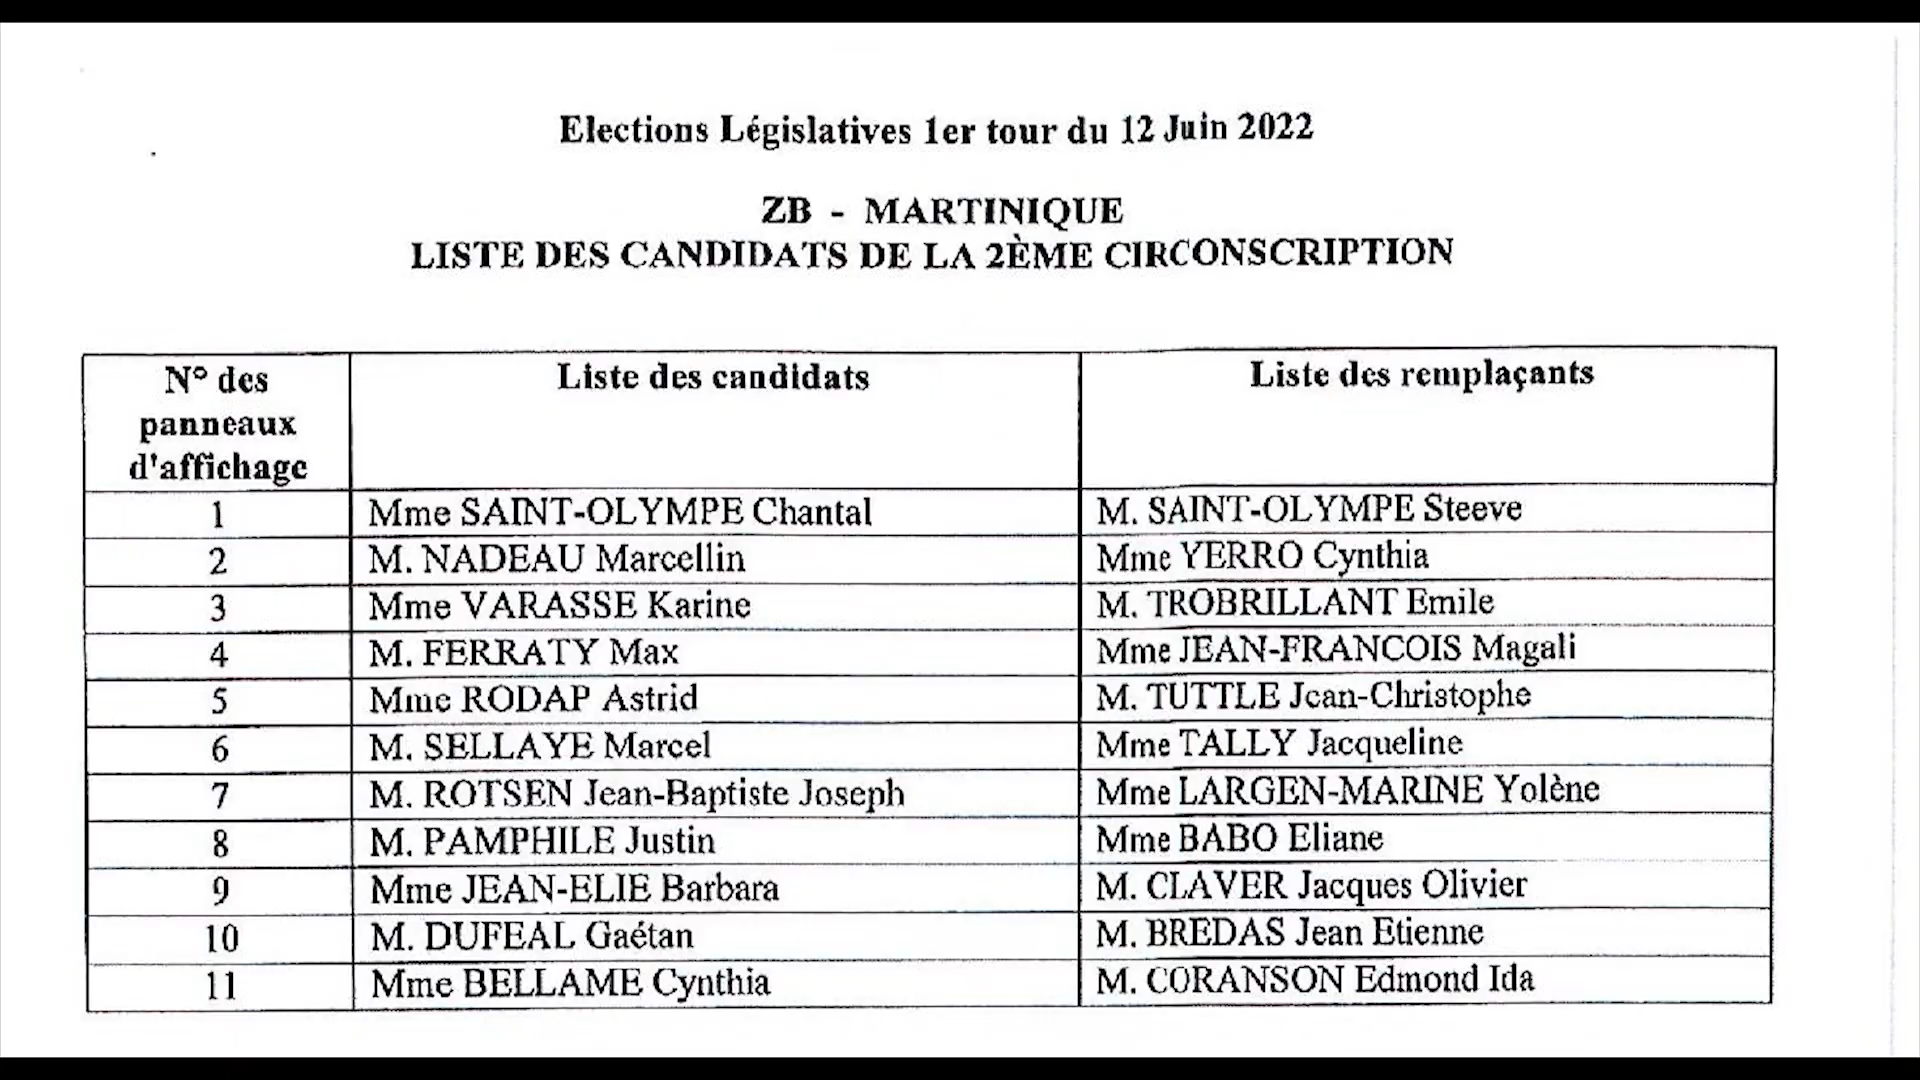 Elections Législatives 1er tour du 12 Juin 2022
ZB - MARTINIQUE
LISTE DES CANDIDATS DE LA 2ÈME CIRCONSCRIPTION
N° des panneaux d'affichage Liste des candidats Liste des remplaçants
1 Mme SAINT-OLYMPE Chantal M. SAINT-OLYMPE Steeve
2 M. NADEAU Marcellin Mme YERRO Cynthia
3 Mme VARASSE Karine M. TROBRILLANT Emile
4 M. FERRATY Max Mme JEAN-FRANCOIS Magali
5 Mme RODAP Astrid M. TUTTLE Jean-Christophe
6 M. SELLAYE Marcel Mme TALLY Jacqueline
7 M. ROTSEN Jean-Baptiste Joseph Mme LARGEN-MARINE Yolène
8 M. PAMPHILE Justin Mme BABO Eliane
9 Mme JEAN-ELIE Barbara M. CLAVER Jacques Olivier
10 M. DUFEAL Gaétan M. BREDAS Jean Etienne
11 Mme BELLAME Cynthia M. CORANSON Edmond Ida